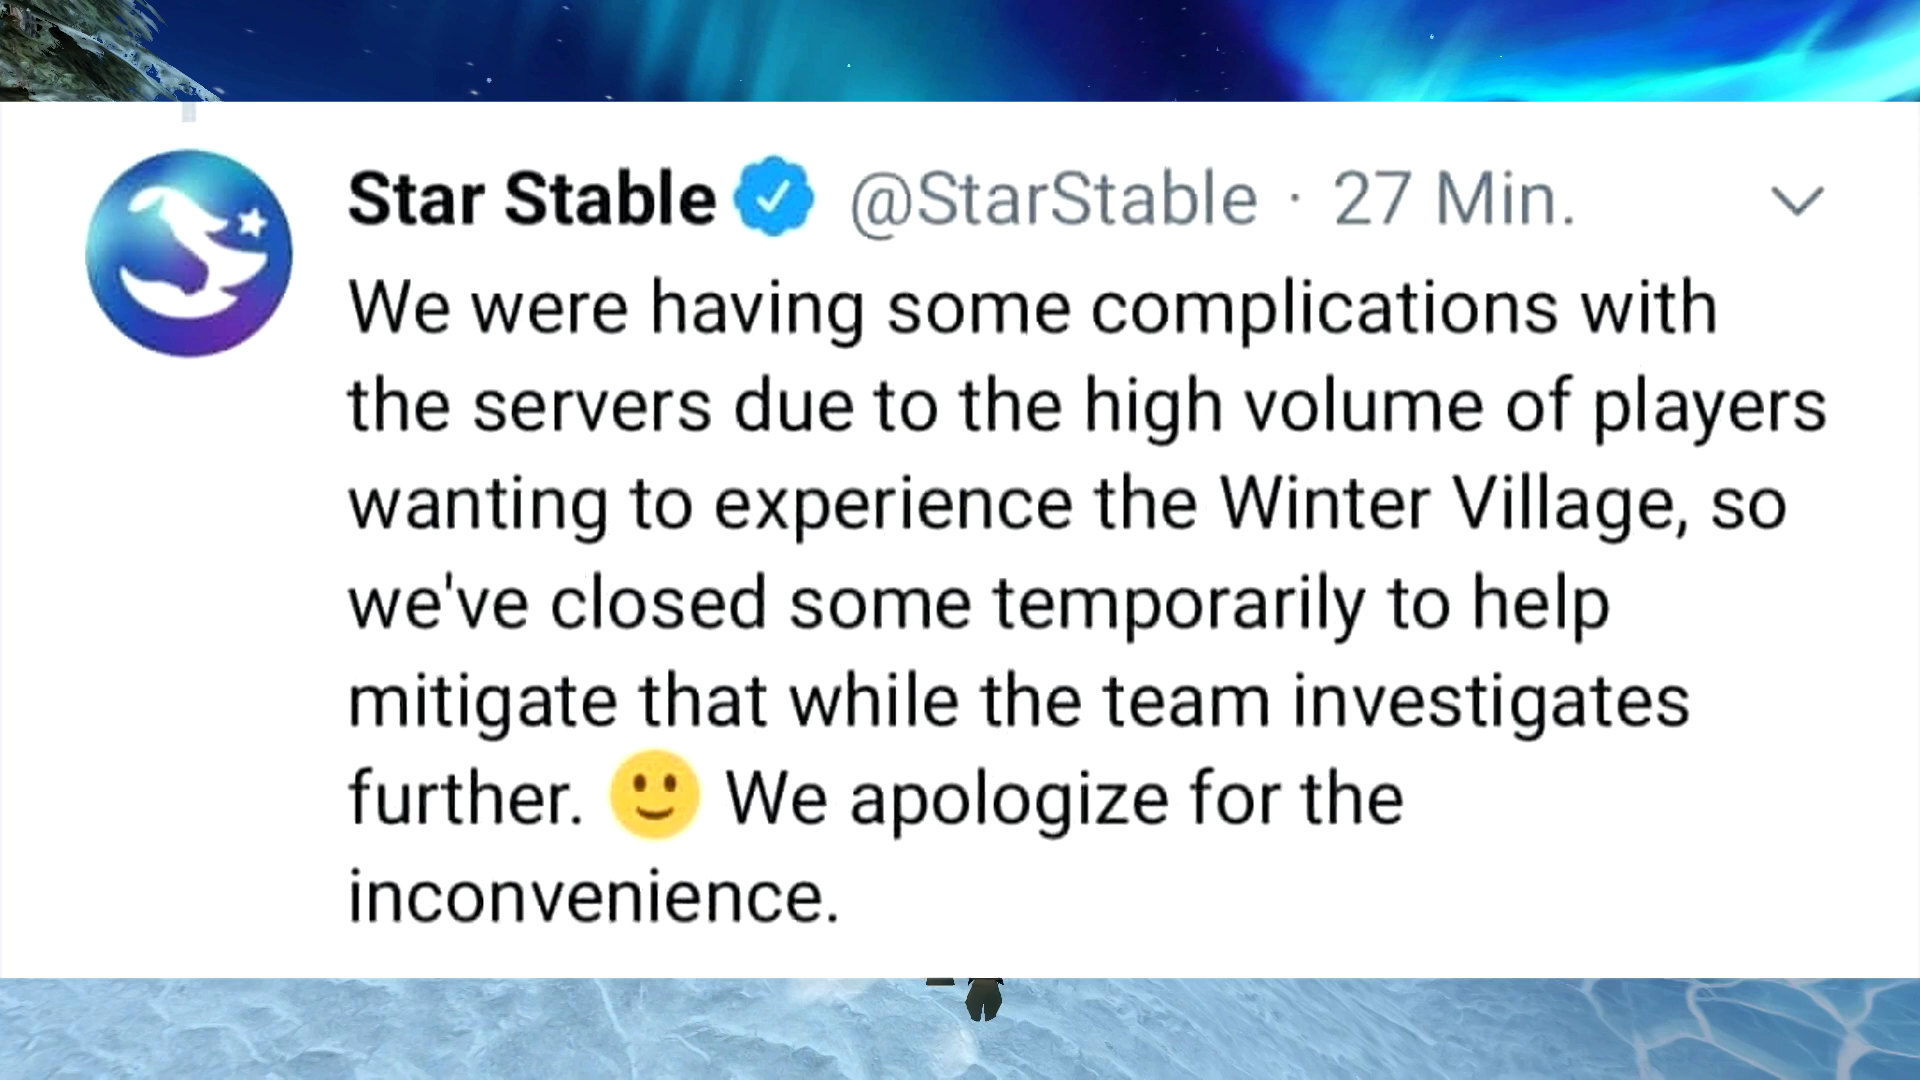 Star Stable @StarStable · 27 Min.
We were having some complications with
the servers due to the high volume of players
wanting to experience the Winter Village, so
we've closed some temporarily to help
mitigate that while the team investigates
further. 🙂 We apologize for the
inconvenience.